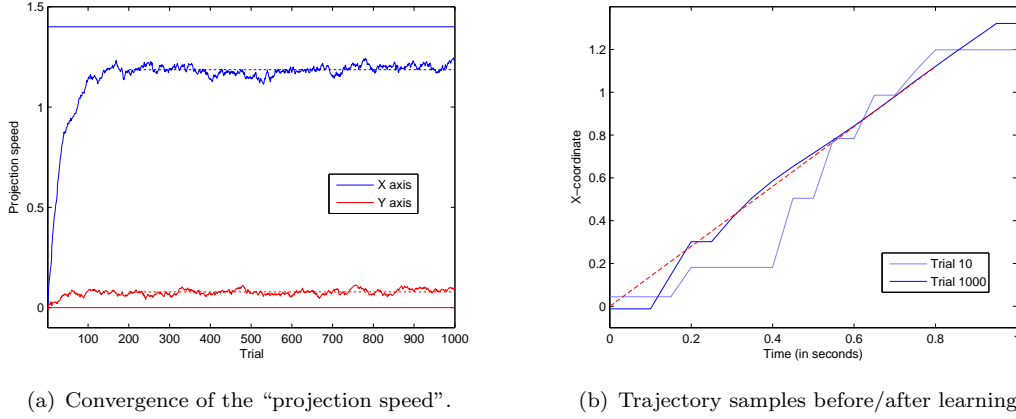 1.5
1
0.5
0
Projection speed
X axis
Y axis
100 200 300 400 500 600 700 800 900 1000
Trial
(a) Convergence of the “projection speed”.
1.2
1
0.8
0.6
0.4
0.2
0
X−coordinate
Trial 10
Trial 1000
0 0.2 0.4 0.6 0.8 1
Time (in seconds)
(b) Trajectory samples before/after learning